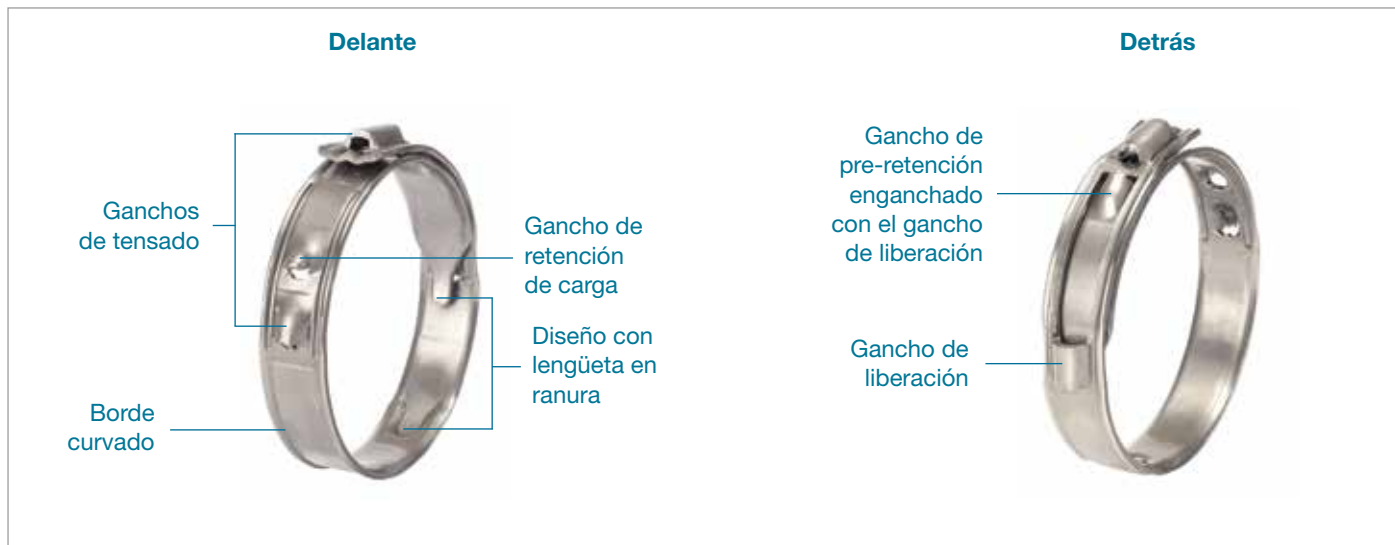 Delante
Ganchos
de tensado
Gancho de
retención
de carga
Diseño con
lengüeta en
ranura
Borde
curvado
Detrás
Gancho de
pre-retención
enganchado
con el gancho
de liberación
Gancho de
liberación